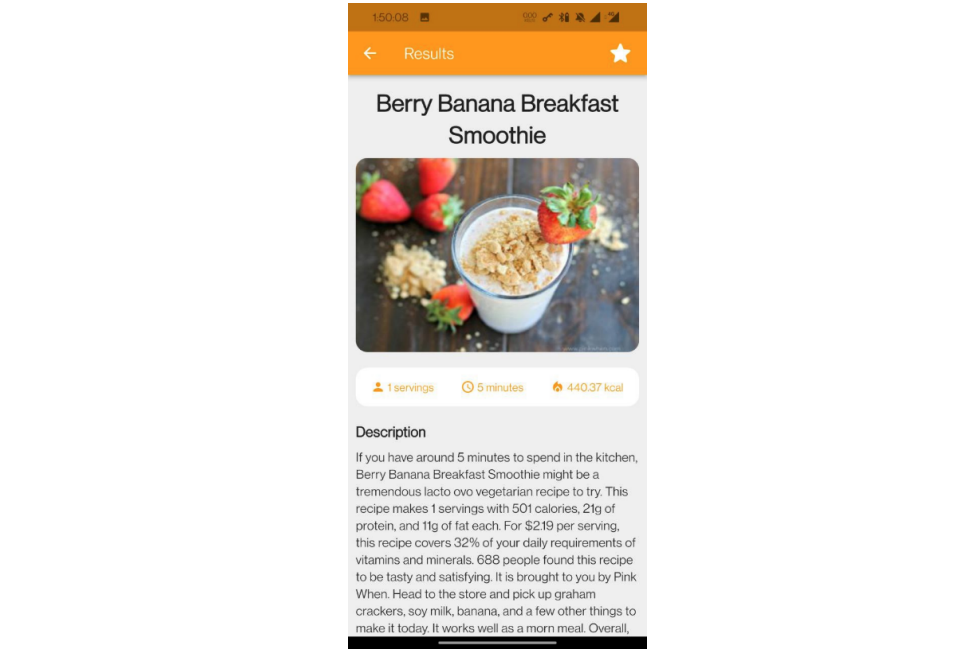 1:50:08
Results
Berry Banana Breakfast
Smoothie
1 servings
5 minutes
440.37 kcal
Description
If you have around 5 minutes to spend in the kitchen,
Berry Banana Breakfast Smoothie might be a
tremendous lacto ovo vegetarian recipe to try. This
recipe makes 1 servings with 501 calories, 21g of
protein, and 11g of fat each. For $2.19 per serving,
this recipe covers 32% of your daily requirements of
vitamins and minerals. 688 people found this recipe
to be tasty and satisfying. It is brought to you by Pink
When. Head to the store and pick up graham
crackers, soy milk, banana, and a few other things to
make it today. It works well as a morn meal. Overall,